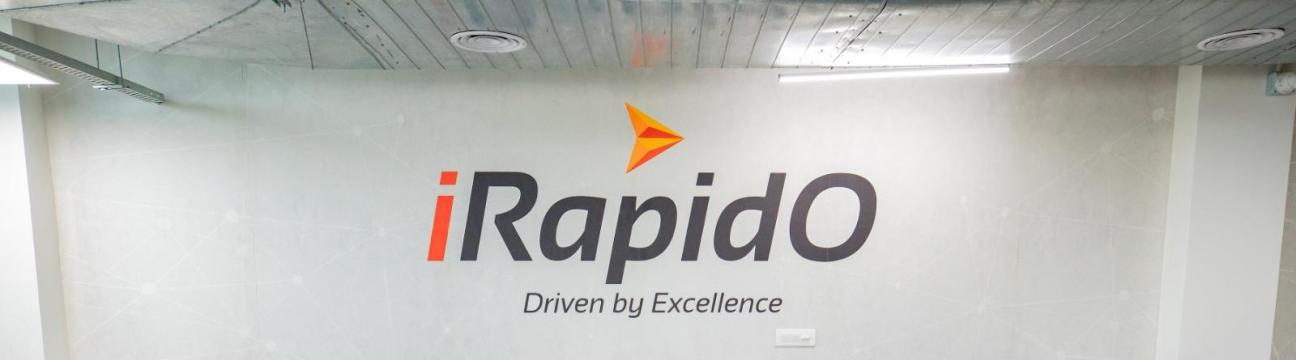 iRapidO
Driven by Excellence